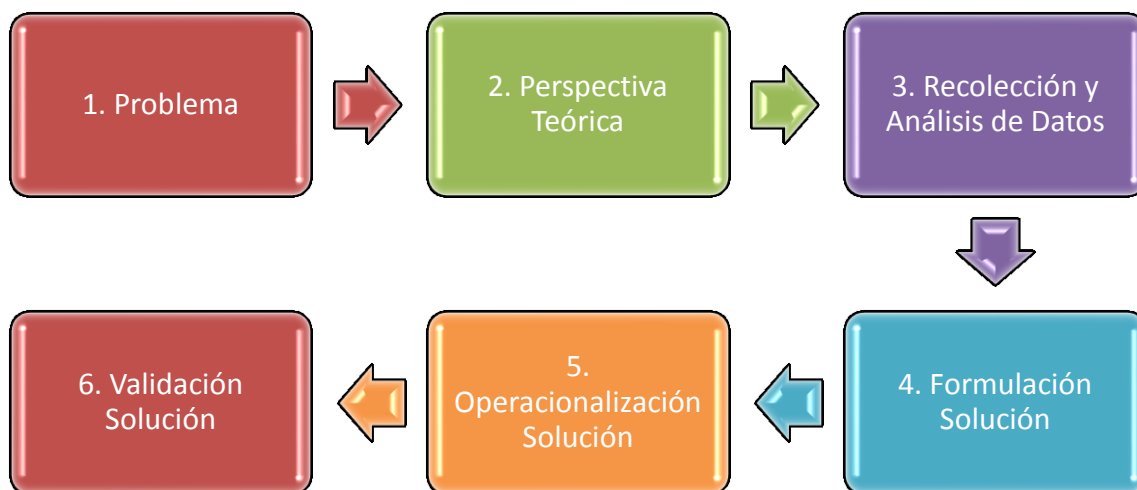 1. Problema
2. Perspectiva
Teórica
3. Recolección y
Análisis de Datos
4. Formulación
Solución
5.
Operacionalización
Solución
6. Validación
Solución